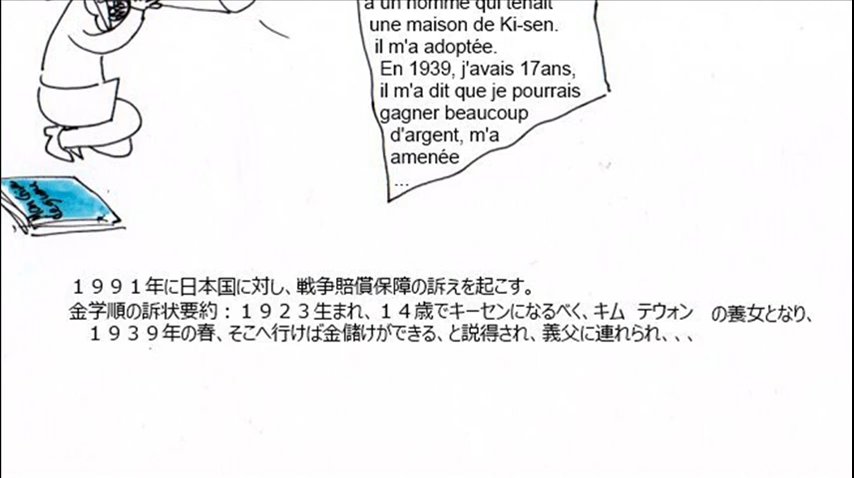 à un homme qui tenait
une maison de Ki-sen.
il m'a adoptée.
En 1939, j'avais 17ans,
il m'a dit que je pourrais
gagner beaucoup
d'argent, m'a
amenée
...
１９９１年に日本国に対し、戦争賠償保障の訴えを起こす。
金学順の訴状要約：１９２３生まれ、１４歳でキーセンになるべく、キム　テウォン　の養女となり、
１９３９年の春、そこへ行けば金儲けができる、と説得され、義父に連れられ、、、